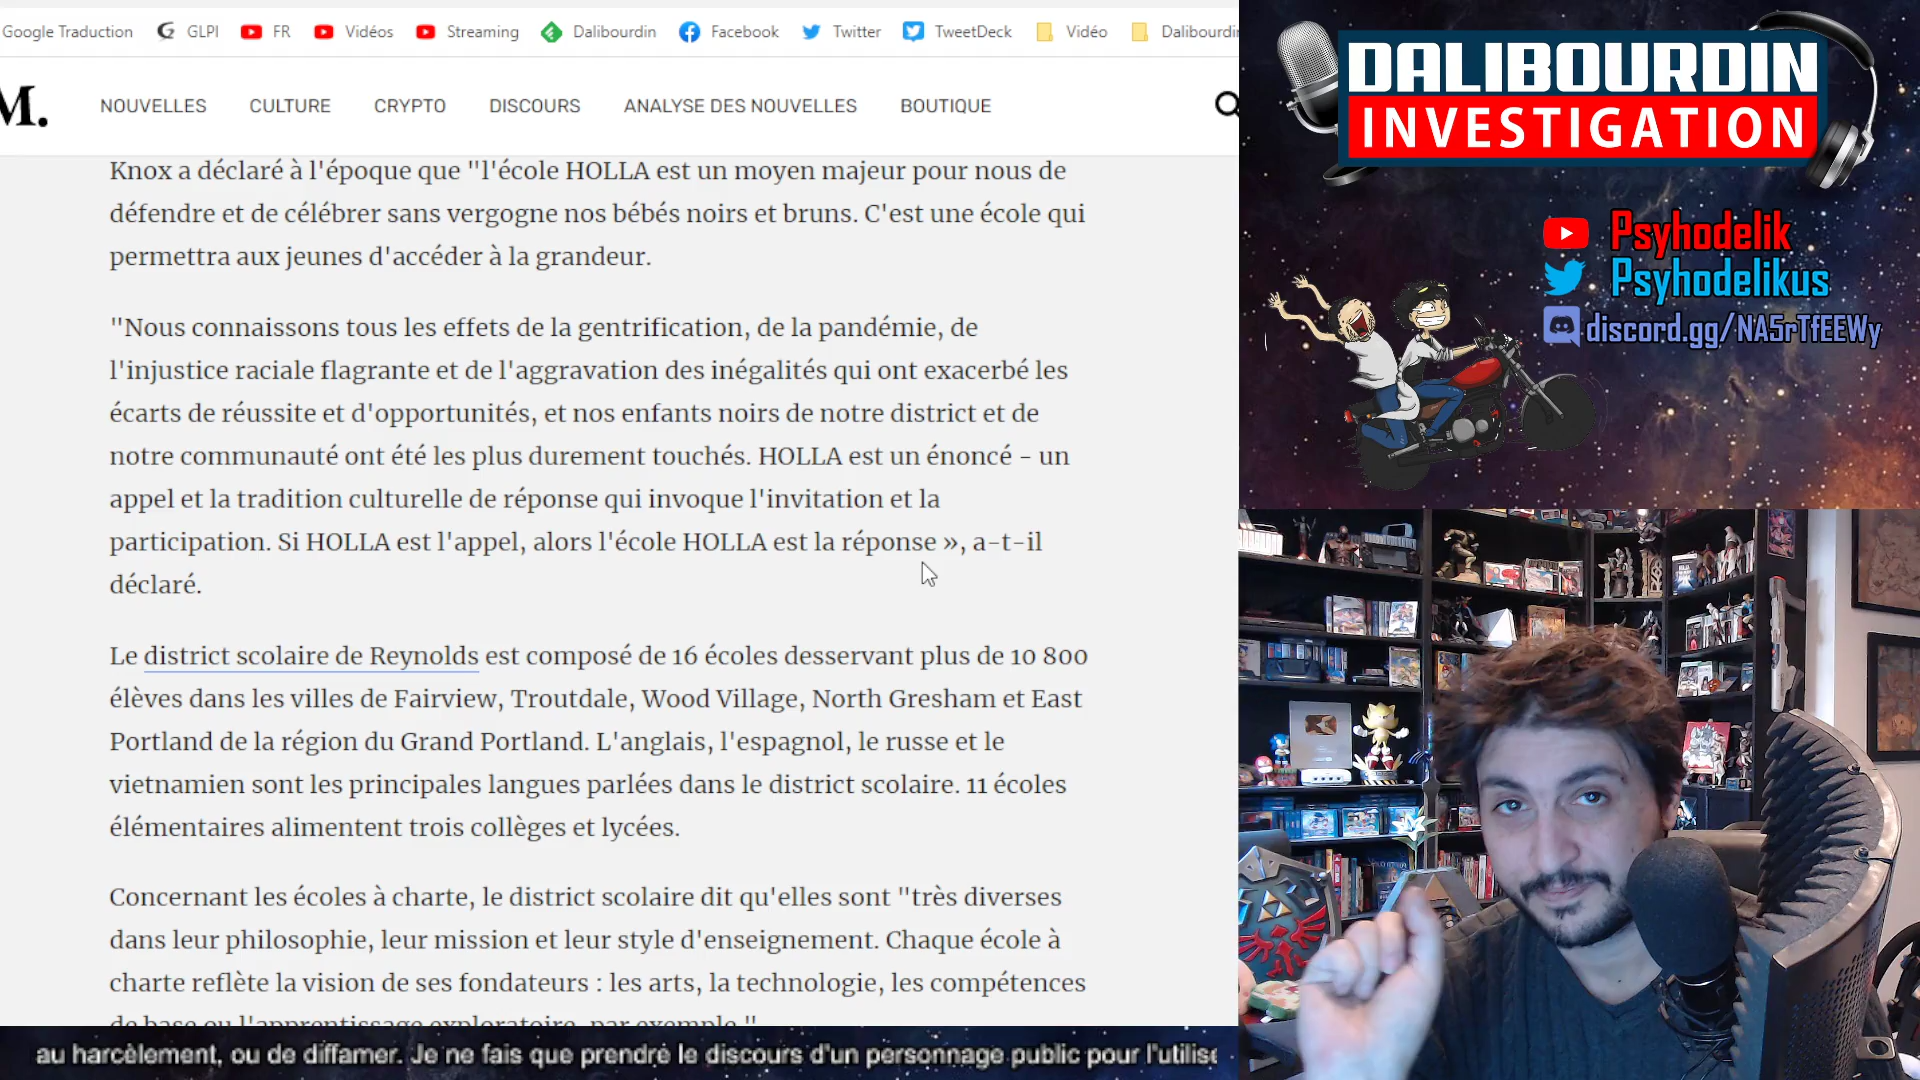 Google Traduction GLPI FR Vidéos Streaming Dalibourdin Facebook Twitter TweetDeck Vidéo Dalibourdin
M. NOUVELLES CULTURE CRYPTO DISCOURS ANALYSE DES NOUVELLES BOUTIQUE
Knox a déclaré à l'époque que "l'école HOLLA est un moyen majeur pour nous de
défendre et de célébrer sans vergogne nos bébés noirs et bruns. C'est une école qui
permettra aux jeunes d'accéder à la grandeur.
"Nous connaissons tous les effets de la gentrification, de la pandémie, de
l'injustice raciale flagrante et de l'aggravation des inégalités qui ont exacerbé les
écarts de réussite et d'opportunités, et nos enfants noirs de notre district et de
notre communauté ont été les plus durement touchés. HOLLA est un énoncé - un
appel et la tradition culturelle de réponse qui invoque l'invitation et la
participation. Si HOLLA est l'appel, alors l'école HOLLA est la réponse », a-t-il
déclaré.
Le district scolaire de Reynolds est composé de 16 écoles desservant plus de 10 800
élèves dans les villes de Fairview, Troutdale, Wood Village, North Gresham et East
Portland de la région du Grand Portland. L'anglais, l'espagnol, le russe et le
vietnamien sont les principales langues parlées dans le district scolaire. 11 écoles
élémentaires alimentent trois collèges et lycées.
Concernant les écoles à charte, le district scolaire dit qu'elles sont "très diverses
dans leur philosophie, leur mission et leur style d'enseignement. Chaque école à
charte reflète la vision de ses fondateurs : les arts, la technologie, les compétences
de base ou l'apprentissage exploratoire, par exemple."
au harcèlement, ou de diffamer. Je ne fais que prendre le discours d'un personnage public pour l'utilise
DALIBOURDIN
INVESTIGATION
Psyhodelik
Psyhodelikus
discord.gg/NA5rTfEEWy